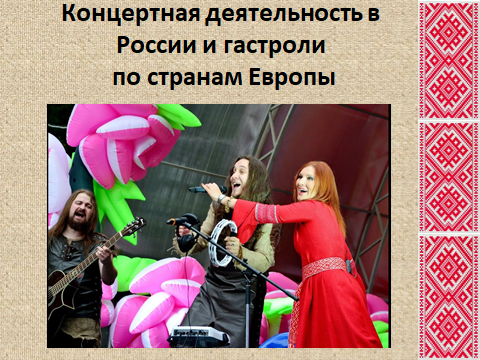 Концертная деятельность в
России и гастроли
по странам Европы